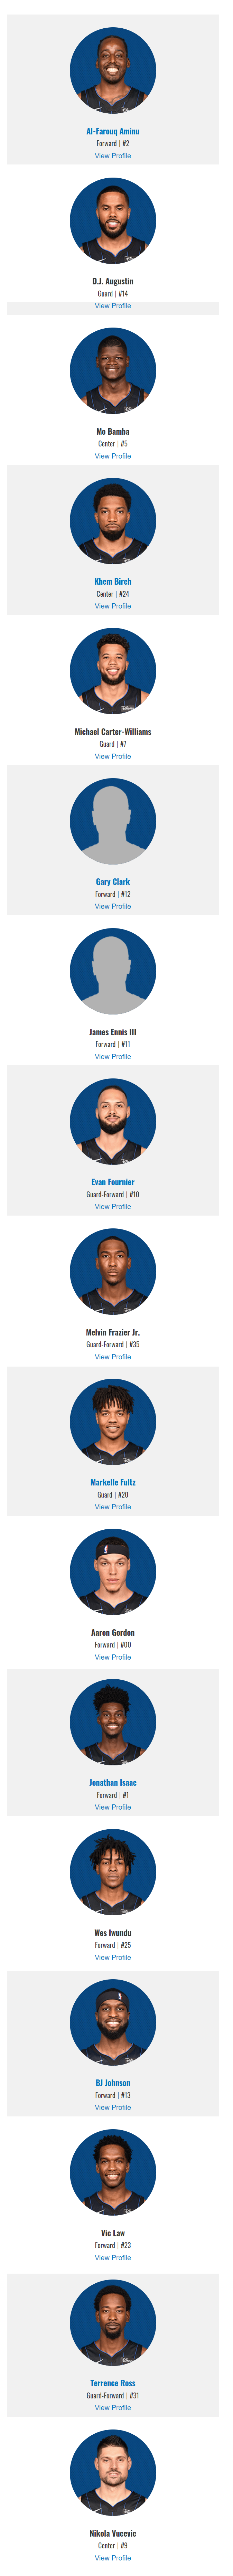 Al-Farouq Aminu
Forward | #2
View Profile
D.J. Augustin
Guard | #14
View Profile
Mo Bamba
Center | #5
View Profile
Khem Birch
Center | #24
View Profile
Michael Carter-Williams
Guard | #7
View Profile
Gary Clark
Forward | #12
View Profile
James Ennis III
Forward | #11
View Profile
Evan Fournier
Guard-Forward | #10
View Profile
Melvin Frazier Jr.
Guard-Forward | #35
View Profile
Markelle Fultz
Guard | #20
View Profile
Aaron Gordon
Forward | #00
View Profile
Jonathan Isaac
Forward | #1
View Profile
Wes Iwundu
Forward | #25
View Profile
BJ Johnson
Forward | #13
View Profile
Vic Law
Forward | #23
View Profile
Terrence Ross
Guard-Forward | #31
View Profile
Nikola Vucevic
Center | #9
View Profile